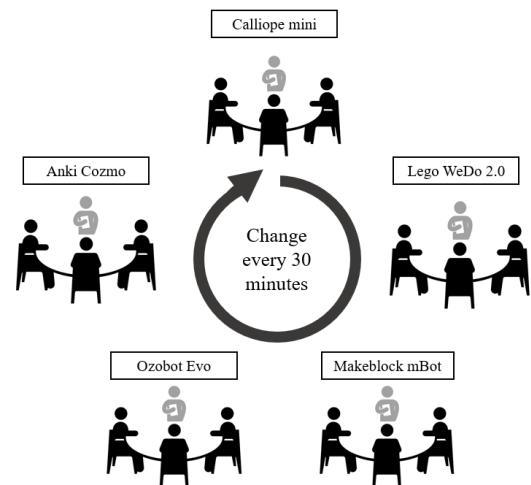 Calliope mini
Anki Cozmo
Lego WeDo 2.0
Change
every 30
minutes
Ozobot Evo
Makeblock mBot